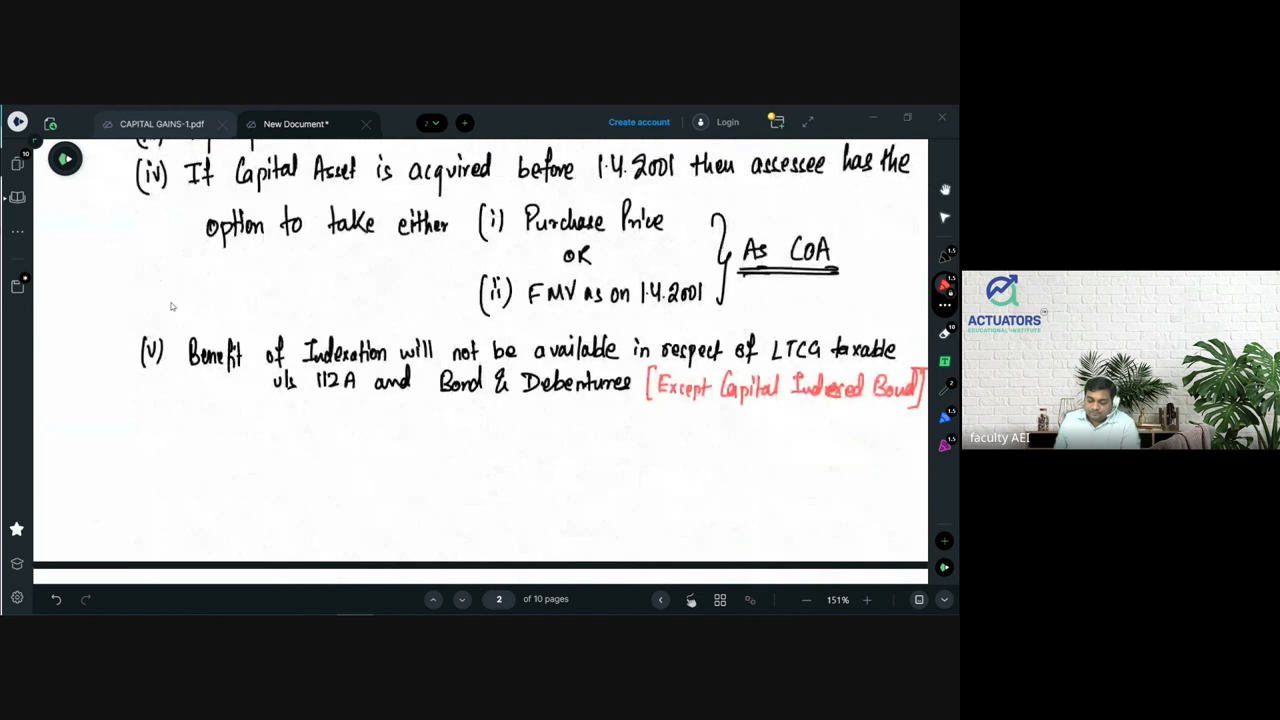 CAPITAL GAINS-1.pdf
New Document*
2
Create account
Login
(iv) If Capital Asset is acquired before 1.4.2001 then assessee has the
option to take either (i) Purchase Price
OR
(ii) FMV as on 1.4.2001
As COA
(v) Benefit of Indexation will not be available in respect of LTCG taxable
u/s 112A and Bond & Debentures [Except Capital Indexed Bond]
2 of 10 pages
151%
ACTUATORS
EDUCATIONAL INSTITUTE
faculty AEI